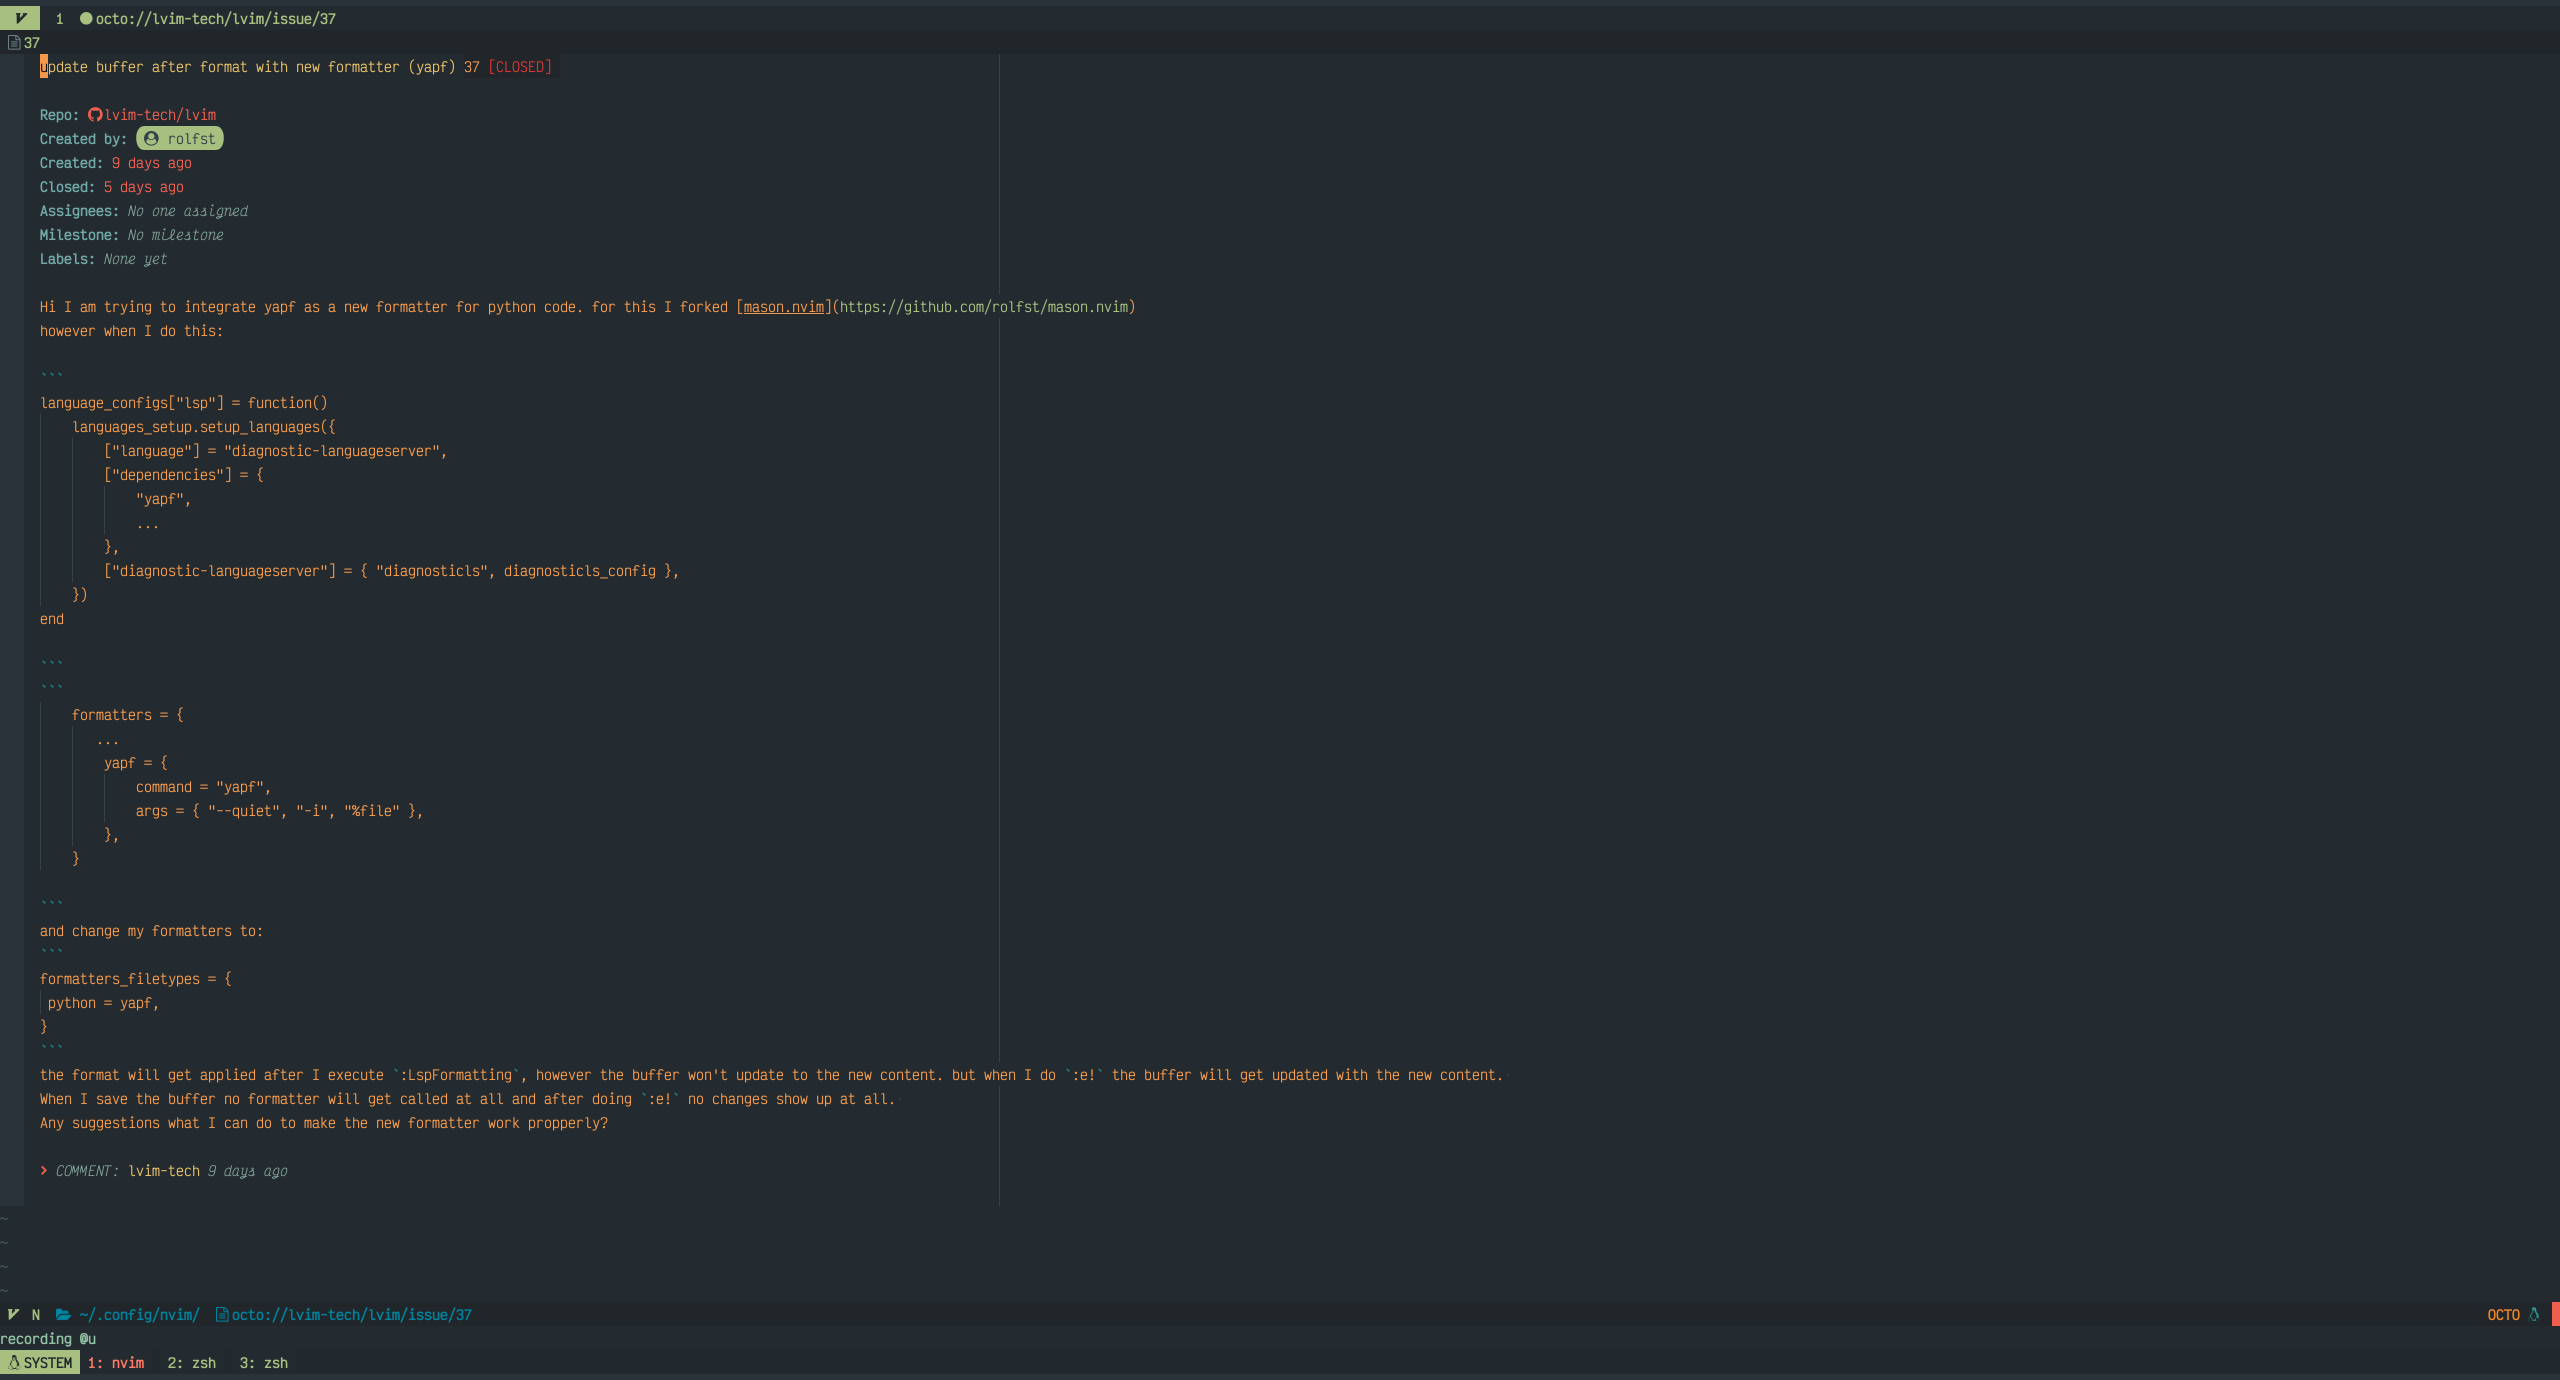 1 octo://lvim-tech/lvim/issue/37
37
update buffer after format with new formatter (yapf) 37 [CLOSED]
Repo: lvim-tech/lvim
Created by: rolfst
Created: 9 days ago
Closed: 5 days ago
Assignees: No one assigned
Milestone: No milestone
Labels: None yet
Hi I am trying to integrate yapf as a new formatter for python code. for this I forked [mason.nvim](https://github.com/rolfst/mason.nvim)
however when I do this:
```
language_configs["lsp"] = function()
    languages_setup.setup_languages({
        ["language"] = "diagnostic-languageserver",
        ["dependencies"] = {
            "yapf",
            ...
        },
        ["diagnostic-languageserver"] = { "diagnosticls", diagnosticls_config },
    })
end
```
```
    formatters = {
       ...
        yapf = {
            command = "yapf",
            args = { "--quiet", "-i", "%file" },
        },
    }
```
and change my formatters to:
```
formatters_filetypes = {
 python = yapf,
}
```
the format will get applied after I execute `:LspFormatting`, however the buffer won't update to the new content. but when I do `:e!` the buffer will get updated with the new content.
When I save the buffer no formatter will get called at all and after doing `:e!` no changes show up at all.
Any suggestions what I can do to make the new formatter work propperly?
> COMMENT: lvim-tech 9 days ago
~
~
~
~
N ~/.config/nvim/ octo://lvim-tech/lvim/issue/37 OCTO
recording @u
SYSTEM 1: nvim 2: zsh 3: zsh